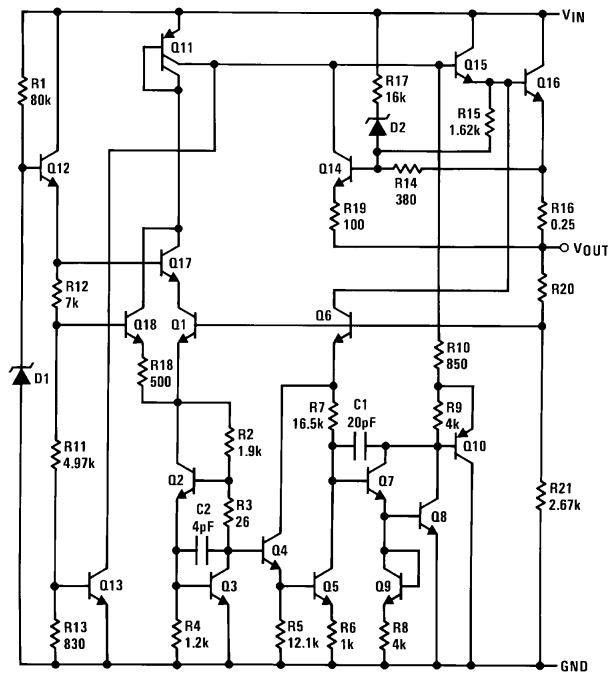 VIN
Q11
R1
80k
R17
16k
Q15
Q16
D2
R15
1.62k
Q12
Q14
R14
380
R19
100
R16
0.25
VOUT
R12
7k
Q17
R20
Q18
Q1
Q6
R18
500
R10
850
D1
R7
16.5k
C1
20pF
R9
4k
Q10
R11
4.97k
R2
1.9k
Q2
Q7
R21
2.67k
C2
4pF
R3
26
Q8
Q4
Q13
Q3
Q5
Q9
R13
830
R4
1.2k
R5
12.1k
R6
1k
R8
4k
GND